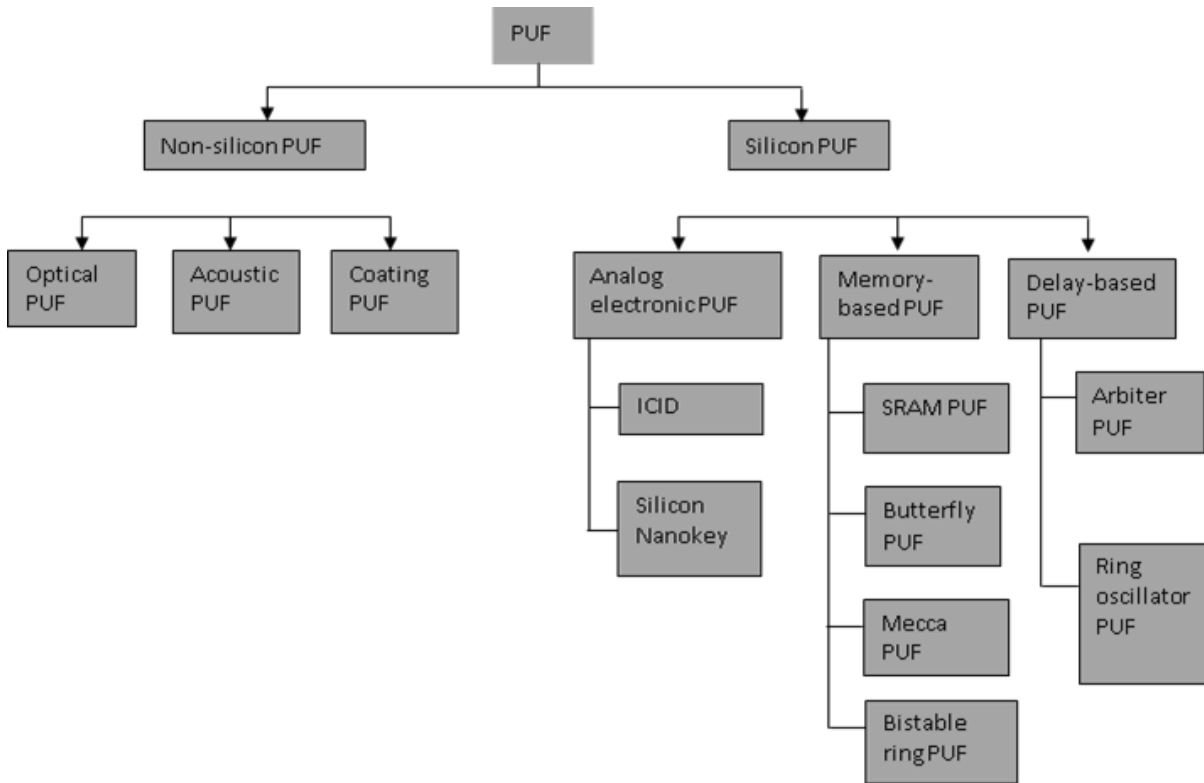 PUF
Non-silicon PUF
Silicon PUF
Optical
PUF
Acoustic
PUF
Coating
PUF
Analog
electronic PUF
Memory-
based PUF
Delay-based
PUF
ICID
Silicon
Nanokey
SRAM PUF
Butterfly
PUF
Mecca
PUF
Bistable
ring PUF
Arbiter
PUF
Ring
oscillator
PUF